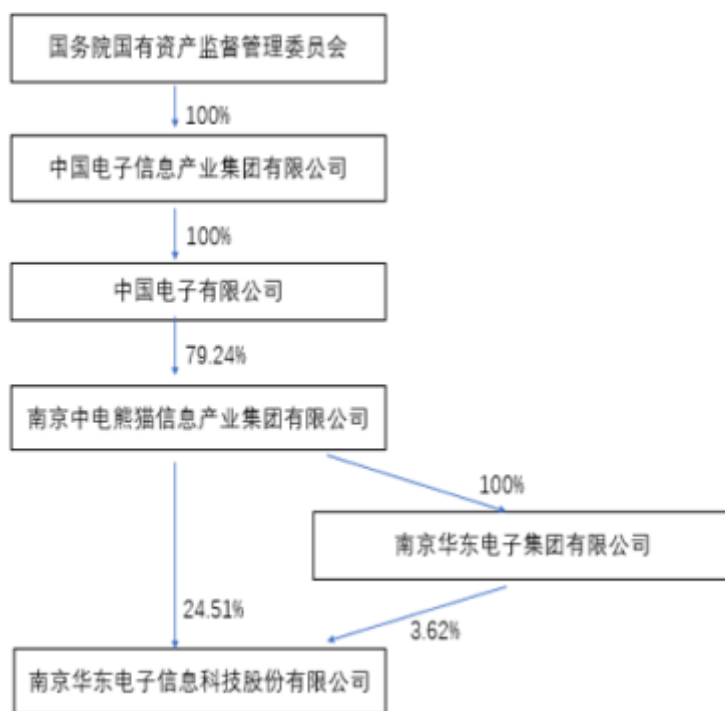 国务院国有资产监督管理委员会
100%
中国电子信息产业集团有限公司
100%
中国电子有限公司
79.24%
南京中电熊猫信息产业集团有限公司
100%
南京华东电子集团有限公司
24.51%
3.62%
南京华东电子信息科技股份有限公司